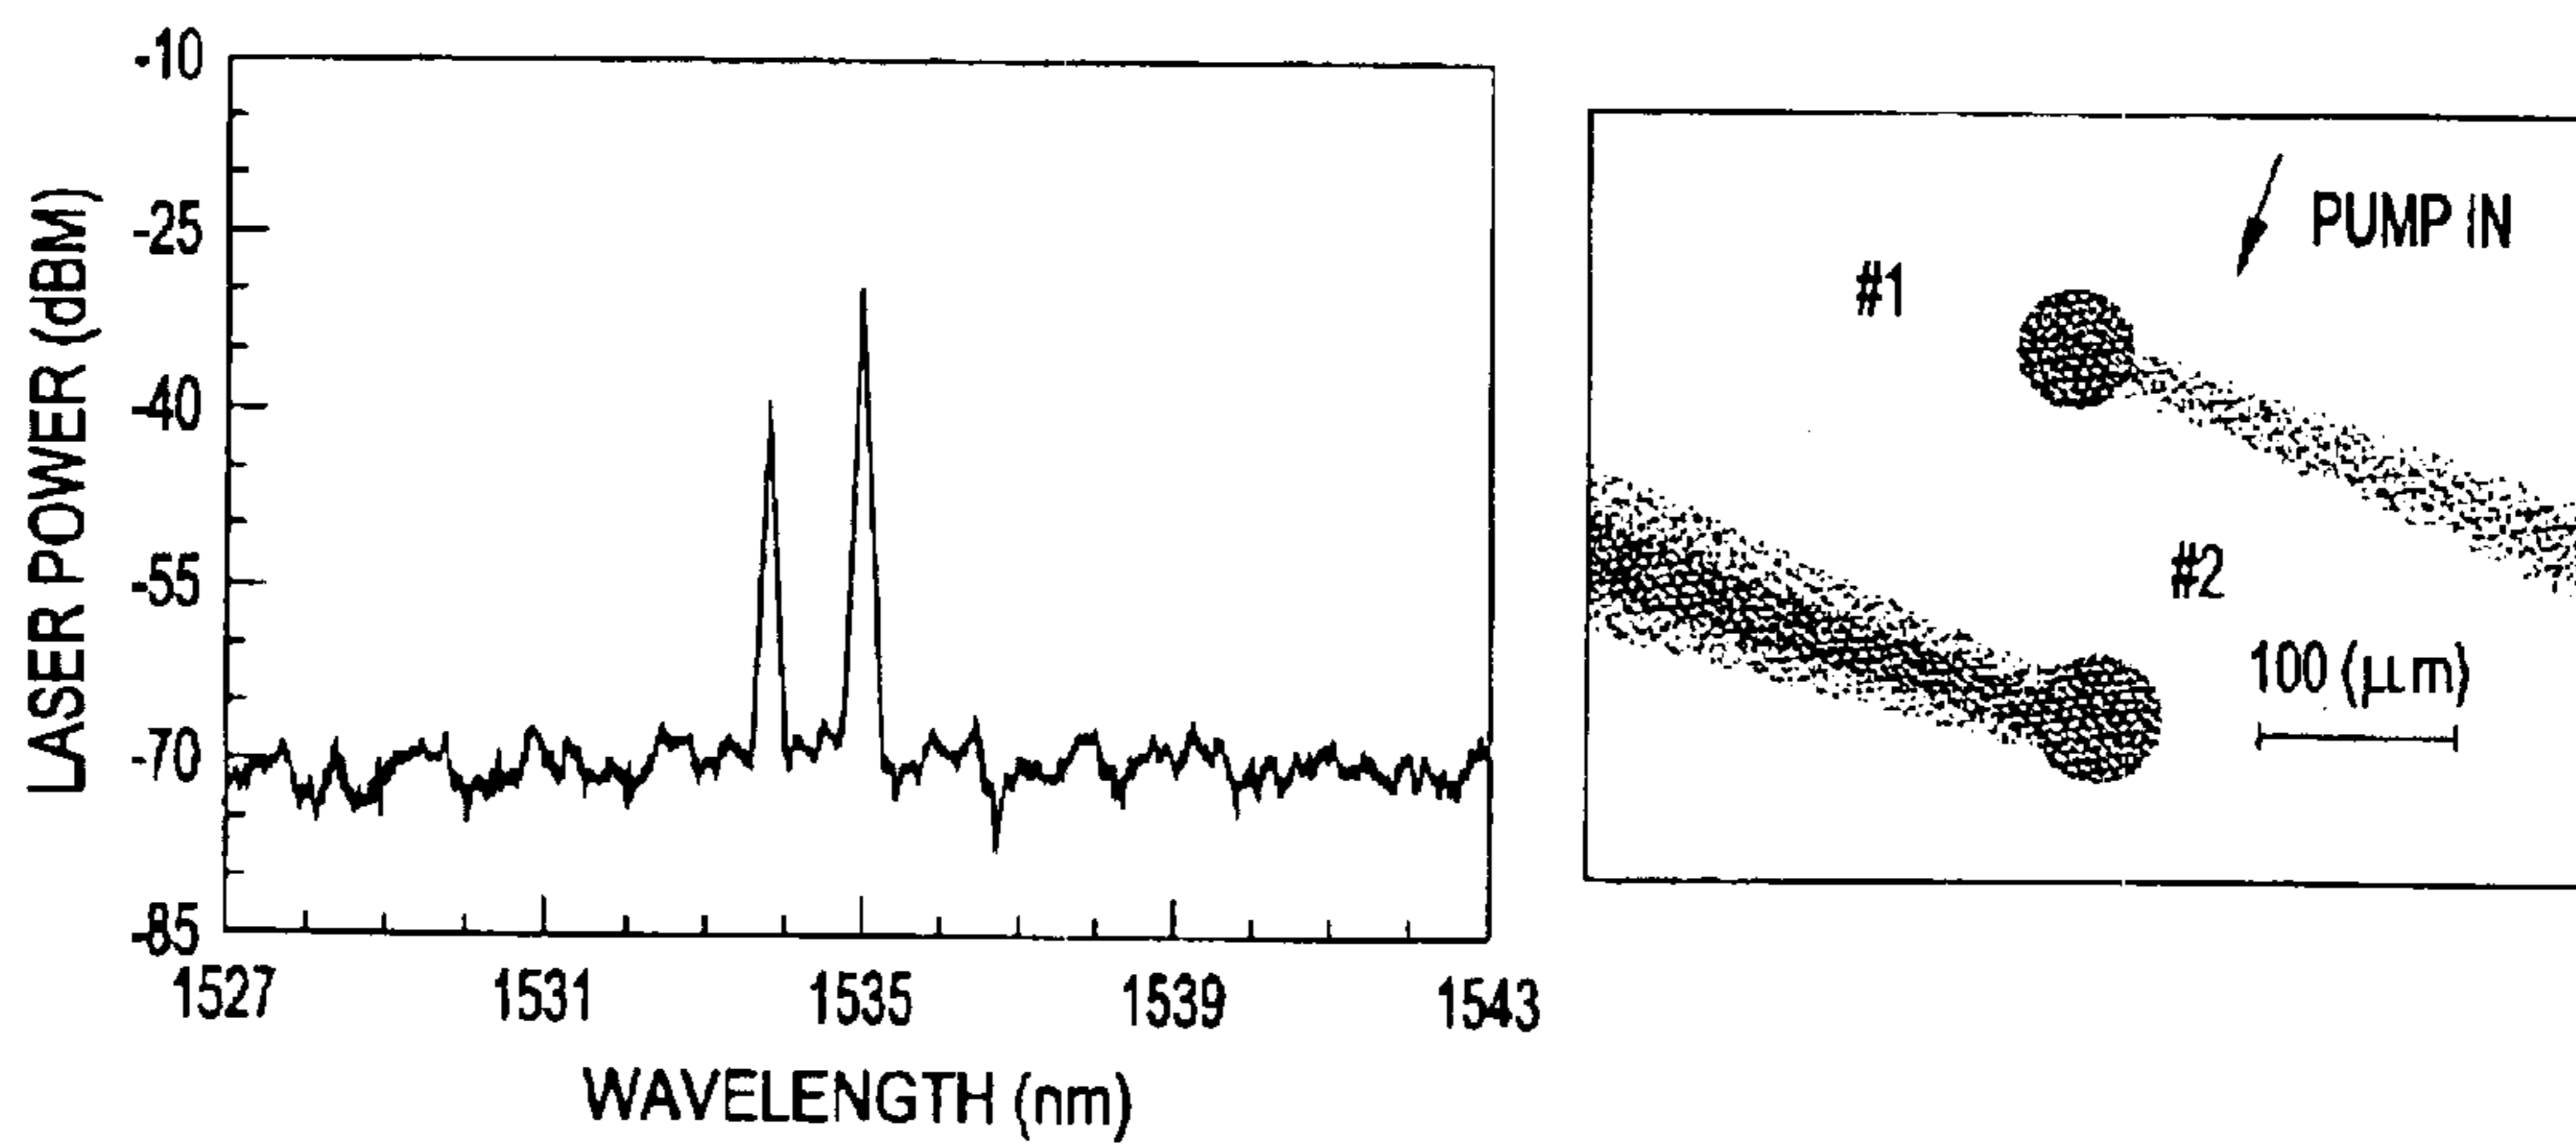 -10
-25
-40
-55
-70
-85
LASER POWER (dBM)
1527 1531 1535 1539 1543
WAVELENGTH (nm)
PUMP IN
#1
#2
100 (μm)